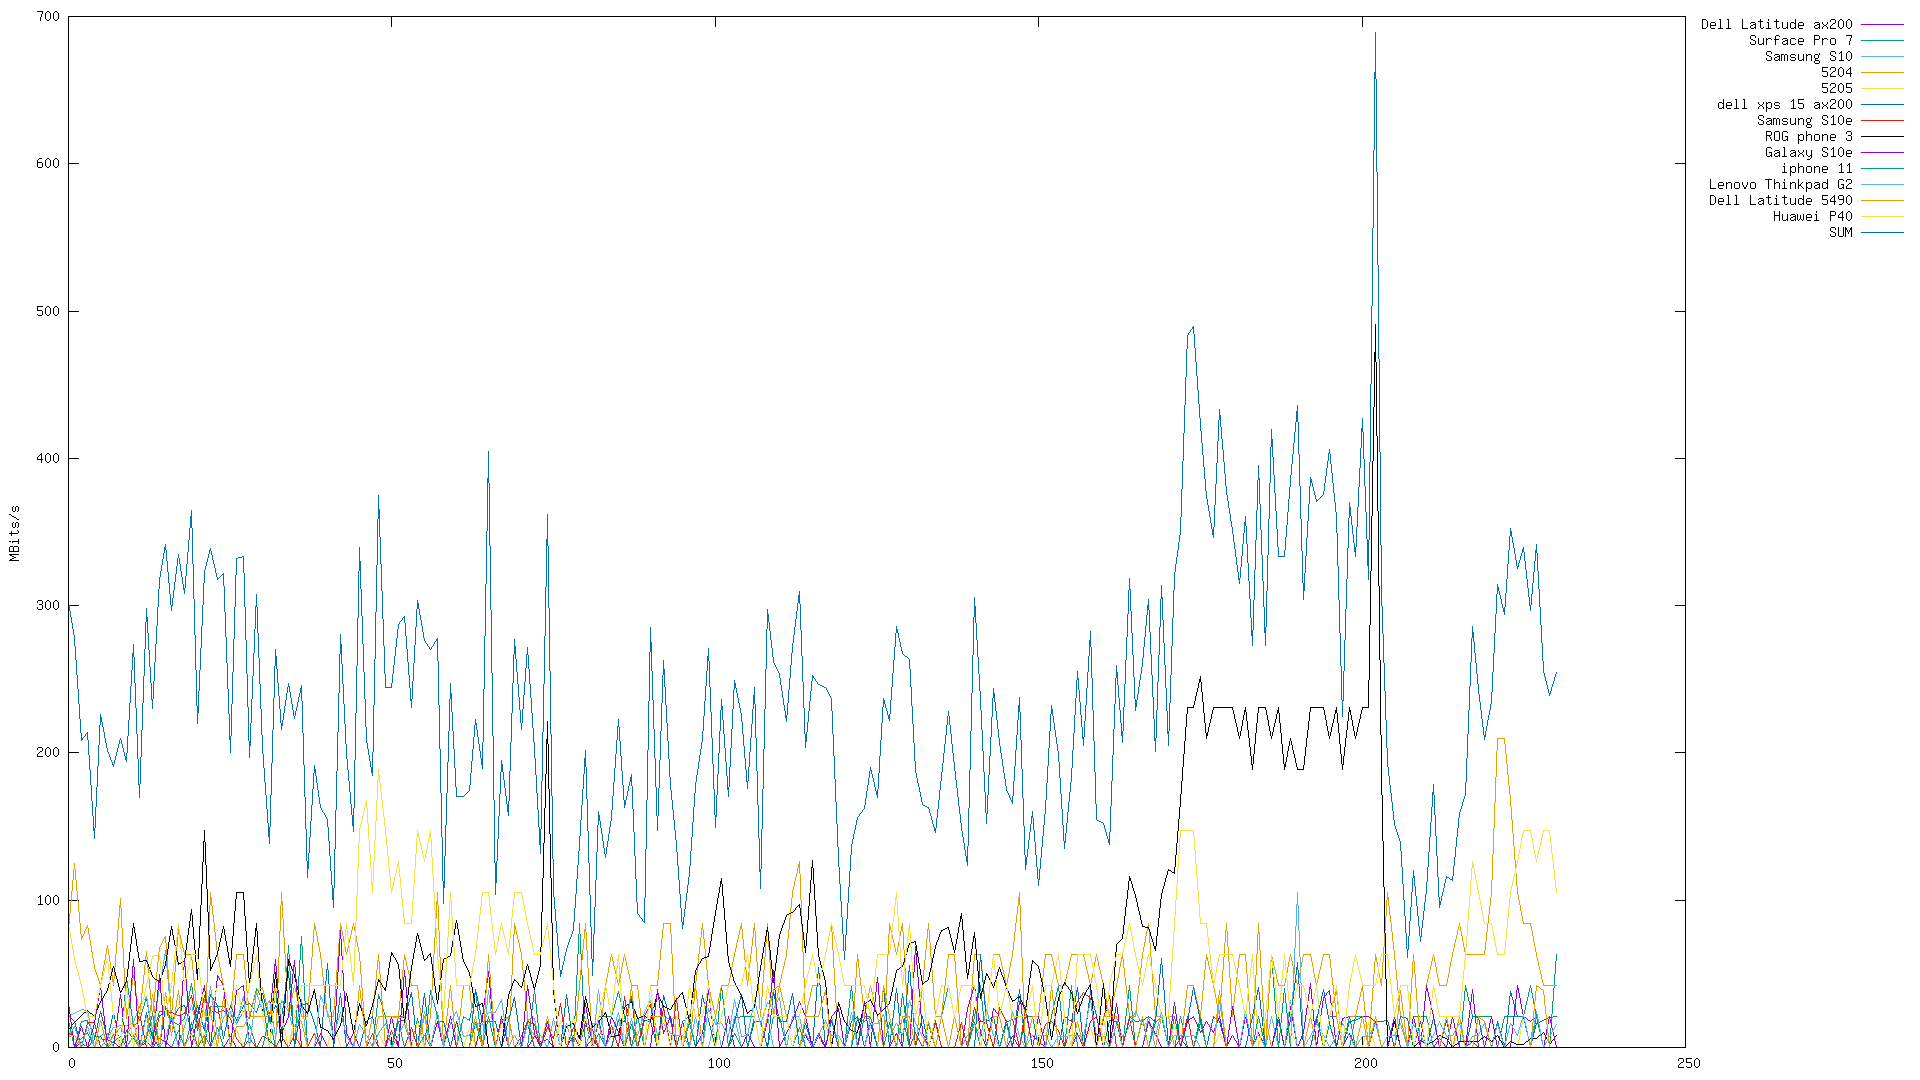 700
600
500
400
300
200
100
0
MBits/s
0 50 100 150 200 250
Dell Latitude ax200
Surface Pro 7
Samsung S10
5204
5205
dell xps 15 ax200
Samsung S10e
ROG phone 3
Galaxy S10e
iphone 11
Lenovo Thinkpad G2
Dell Latitude 5490
Huawei P40
SUM